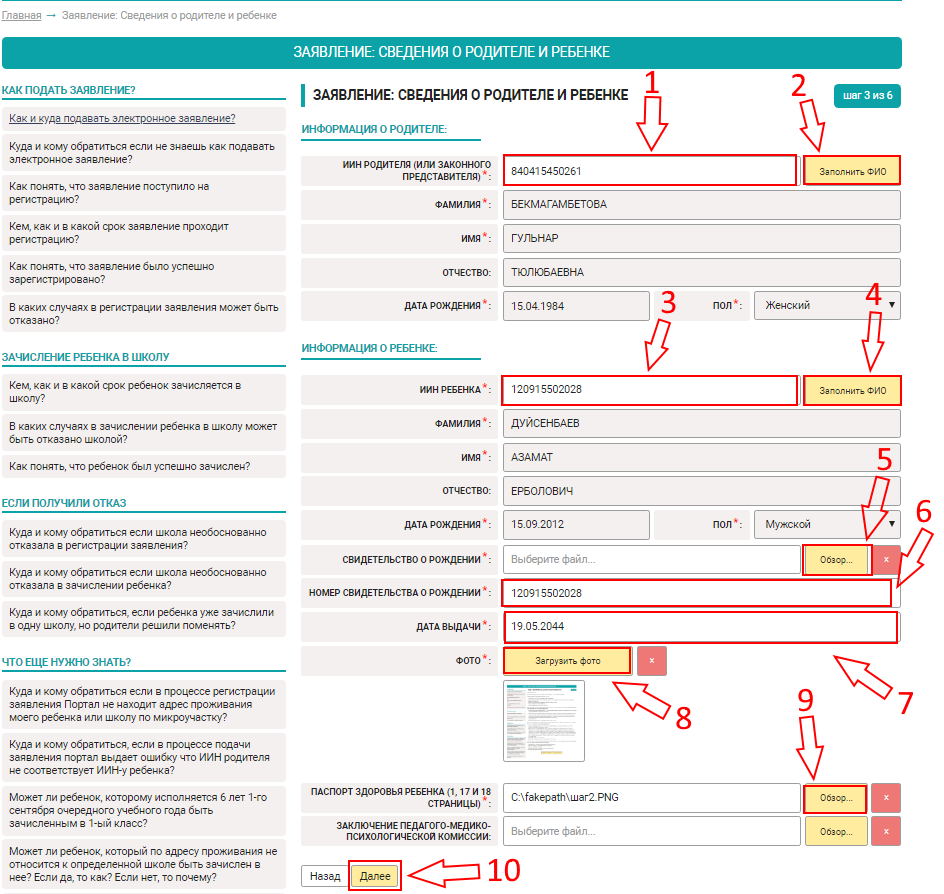 Главная → Заявление: Сведения о родителе и ребенке
ЗАЯВЛЕНИЕ: СВЕДЕНИЯ О РОДИТЕЛЕ И РЕБЕНКЕ
КАК ПОДАТЬ ЗАЯВЛЕНИЕ?
Как и куда подавать электронное заявление?
Куда и кому обратиться если не знаешь как подавать
электронное заявление?
Как понять, что заявление поступило на
регистрацию?
Кем, как и в какой срок заявление проходит
регистрацию?
Как понять, что заявление было успешно
зарегистрировано?
В каких случаях в регистрации заявления может быть
отказано?
ЗАЧИСЛЕНИЕ РЕБЕНКА В ШКОЛУ
Кем, как и в какой срок ребенок зачисляется в
школу?
В каких случаях в зачислении ребенка в школу может
быть отказано школой?
Как понять, что ребенок был успешно зачислен?
ЕСЛИ ПОЛУЧИЛИ ОТКАЗ
Куда и кому обратиться если школа необоснованно
отказала в регистрации заявления?
Куда и кому обратиться если школа необоснованно
отказала в зачислении ребенка?
Куда и кому обратиться, если ребенка уже зачислили
в одну школу, но родители решили поменять?
ЧТО ЕЩЕ НУЖНО ЗНАТЬ?
Куда и кому обратиться если в процессе регистрации
заявления Портал не находит адрес проживания
моего ребенка или школу по микроучастку?
Куда и кому обратиться, если в процессе подачи
заявления портал выдает ошибку что ИИН родителя
не соответствует ИИН-у ребенка?
Может ли ребенок, которому исполняется 6 лет 1-го
сентября очередного учебного года быть
зачисленным в 1-ый класс?
Может ли ребенок, который по адресу проживания не
относится к определенной школе быть зачислен в
нее? Если да, то как? Если нет, то почему?
ЗАЯВЛЕНИЕ: СВЕДЕНИЯ О РОДИТЕЛЕ И РЕБЕНКЕ
1
2
шаг 3 из 6
ИНФОРМАЦИЯ О РОДИТЕЛЕ:
ИИН РОДИТЕЛЯ (ИЛИ ЗАКОННОГО
ПРЕДСТАВИТЕЛЯ)*: 840415450261 Заполнить ФИО
ФАМИЛИЯ*: БЕКМАГАМБЕТОВА
ИМЯ*: ГУЛЬНАР
ОТЧЕСТВО: ТЮЛЮБАЕВНА
ДАТА РОЖДЕНИЯ*: 15.04.1984 ПОЛ*: Женский ▼
3
4
ИНФОРМАЦИЯ О РЕБЕНКЕ:
ИИН РЕБЕНКА*: 120915502028 Заполнить ФИО
ФАМИЛИЯ*: ДУЙСЕНБАЕВ
ИМЯ*: АЗАМАТ
5
ОТЧЕСТВО: ЕРБОЛОВИЧ
6
ДАТА РОЖДЕНИЯ*: 15.09.2012 ПОЛ*: Мужской ▼
СВИДЕТЕЛЬСТВО О РОЖДЕНИИ*: Выберите файл... Обзор... x
НОМЕР СВИДЕТЕЛЬСТВА О РОЖДЕНИИ*: 120915502028
ДАТА ВЫДАЧИ*: 19.05.2044
ФОТО*: Загрузить фото x
7
8
9
ПАСПОРТ ЗДОРОВЬЯ РЕБЕНКА (1, 17 И 18
СТРАНИЦЫ)*: C:\fakepath\шаг2.PNG Обзор... x
ЗАКЛЮЧЕНИЕ ПЕДАГОГО-МЕДИКО-
ПСИХОЛОГИЧЕСКОЙ КОМИССИИ: Выберите файл... Обзор... x
Назад Далее 10